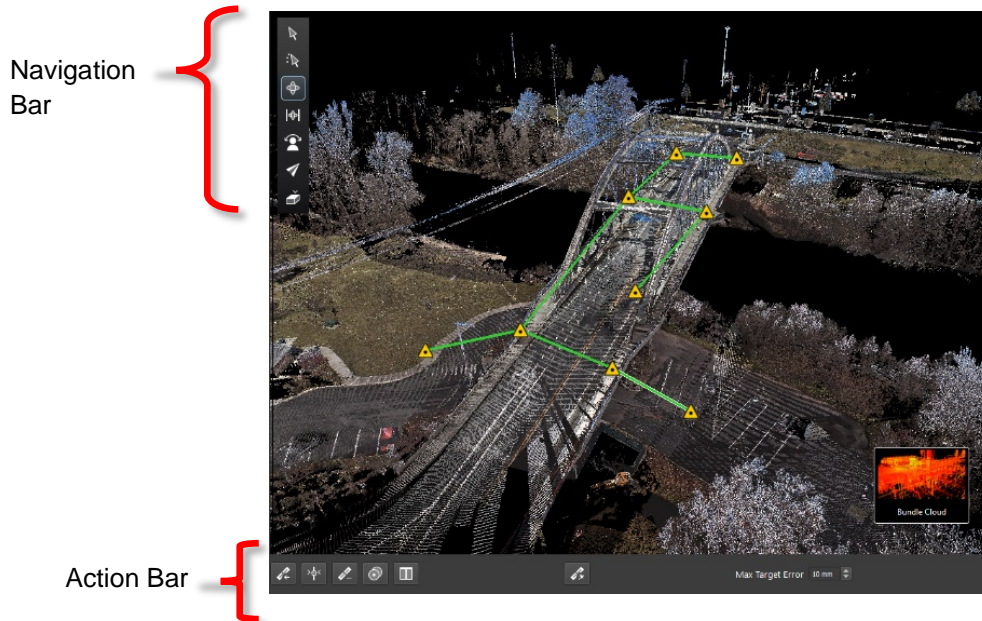 Navigation
Bar
Bundle Cloud
Action Bar
Max Target Error 10 mm